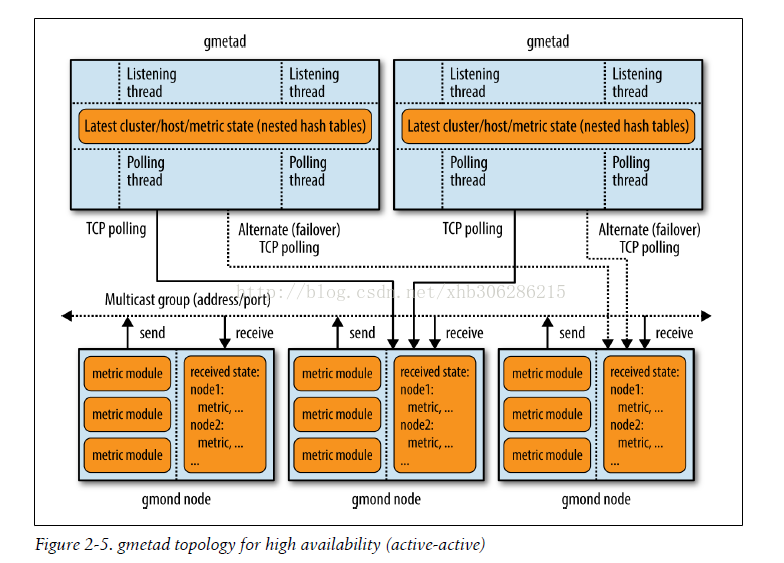 gmetad
gmetad
Listening
thread
Listening
thread
Listening
thread
Listening
thread
Latest cluster/host/metric state (nested hash tables)
Latest cluster/host/metric state (nested hash tables)
Polling
thread
Polling
thread
Polling
thread
Polling
thread
TCP polling
Alternate (failover)
TCP polling
TCP polling
Alternate (failover)
TCP polling
http://blog.csdn.net/xhb306286215
Multicast group (address/port)
send
receive
send
receive
send
receive
metric module
metric module
metric module
received state:
node1:
metric, ...
node2:
metric, ...
...
metric module
metric module
metric module
received state:
node1:
metric, ...
node2:
metric, ...
...
metric module
metric module
metric module
received state:
node1:
metric, ...
node2:
metric, ...
...
gmond node
gmond node
gmond node
Figure 2-5. gmetad topology for high availability (active-active)